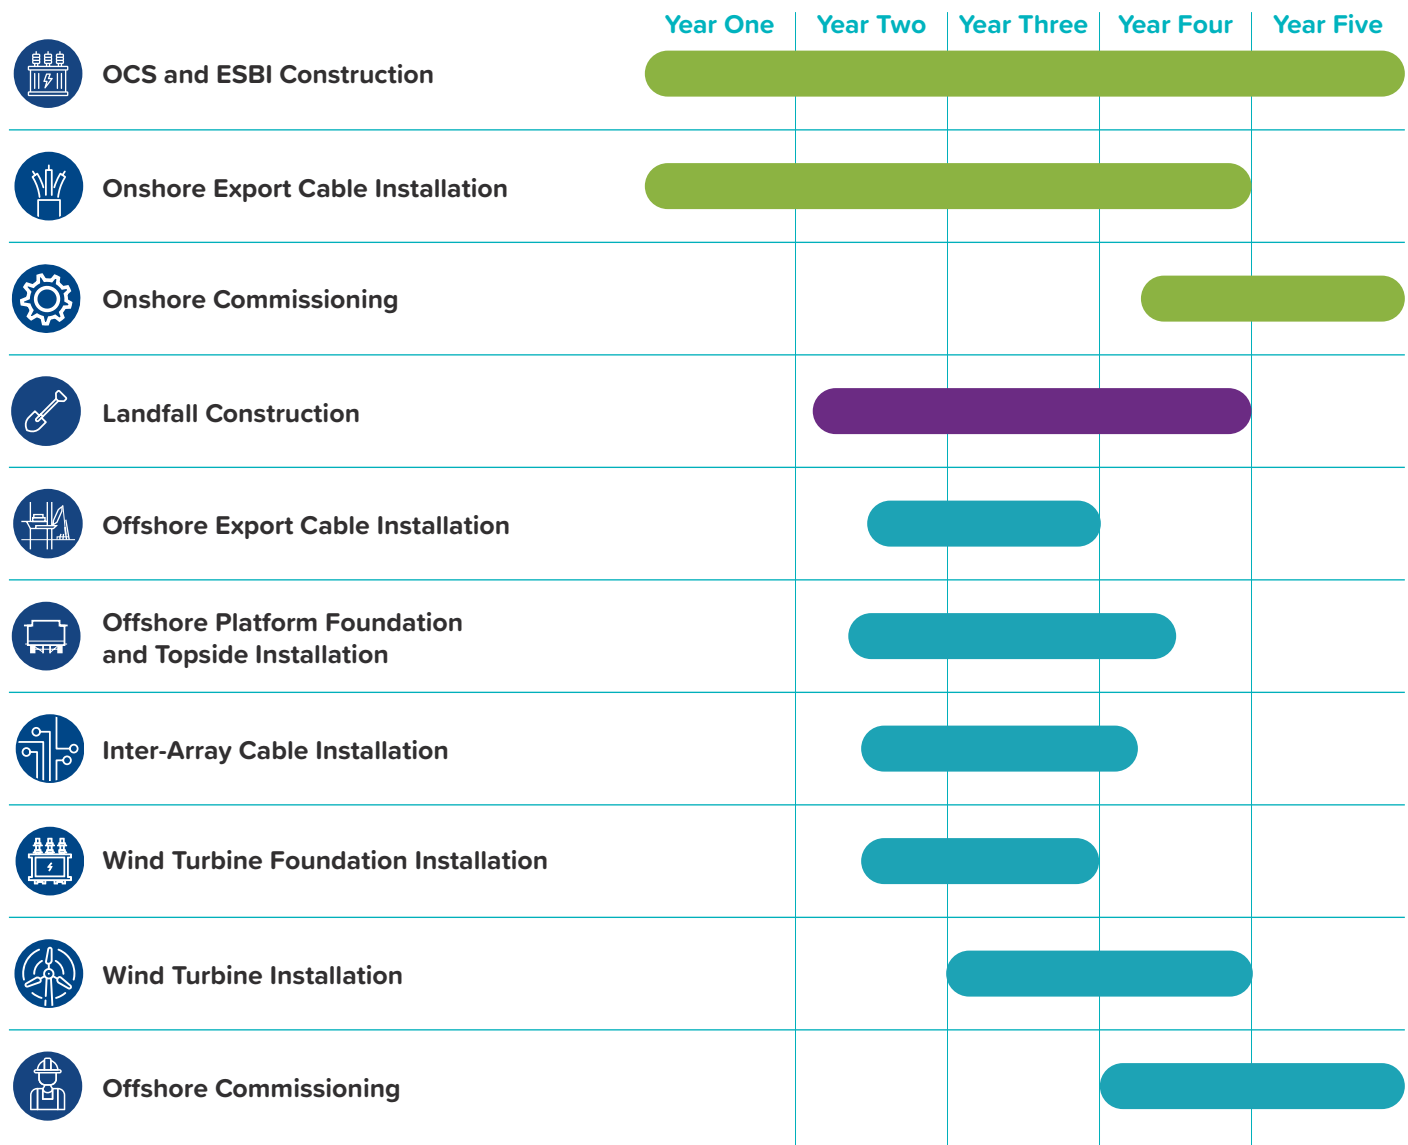 Year One Year Two Year Three Year Four Year Five
OCS and ESBI Construction
Onshore Export Cable Installation
Onshore Commissioning
Landfall Construction
Offshore Export Cable Installation
Offshore Platform Foundation
and Topside Installation
Inter-Array Cable Installation
Wind Turbine Foundation Installation
Wind Turbine Installation
Offshore Commissioning